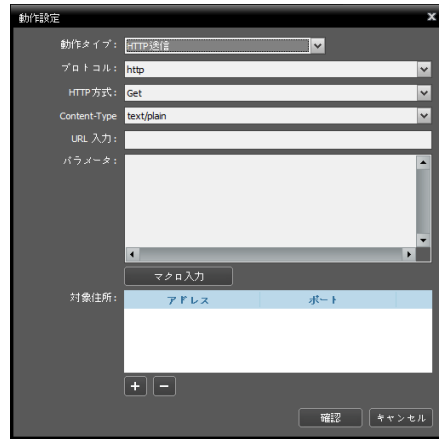 動作設定
x
動作タイプ: HTTP送信
プロトコル: http
HTTP方式: Get
Content-Type text/plain
URL 入力:
パラメータ:
マクロ入力
対象住所:
アドレス ポート
+ −
確認 キャンセル